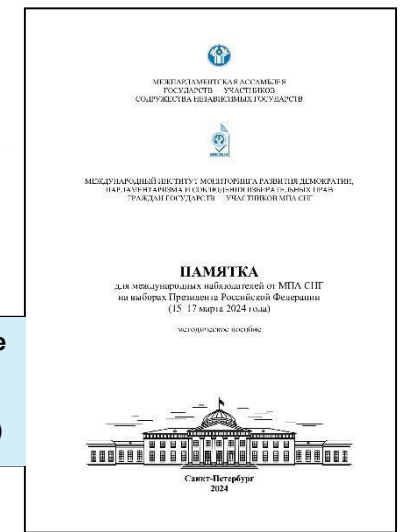 МЕЖПАРЛАМЕНТСКАЯ АССАМБЛЕЯ
ГОСУДАРСТВ – УЧАСТНИКОВ
СОДРУЖЕСТВА НЕЗАВИСИМЫХ ГОСУДАРСТВ
МЕЖДУНАРОДНЫЙ ИНСТИТУТ МОНИТОРИНГА РАЗВИТИЯ ДЕМОКРАТИИ,
ПАРЛАМЕНТАРИЗМА И СОБЛЮДЕНИЯ ИЗБИРАТЕЛЬНЫХ ПРАВ
ГРАЖДАН ГОСУДАРСТВ – УЧАСТНИКОВ МПА СНГ
ПАМЯТКА
для международных наблюдателей от МПА СНГ
на выборах Президента Российской Федерации
(15–17 марта 2024 года)
методическое пособие
е
)
Санкт-Петербург
2024